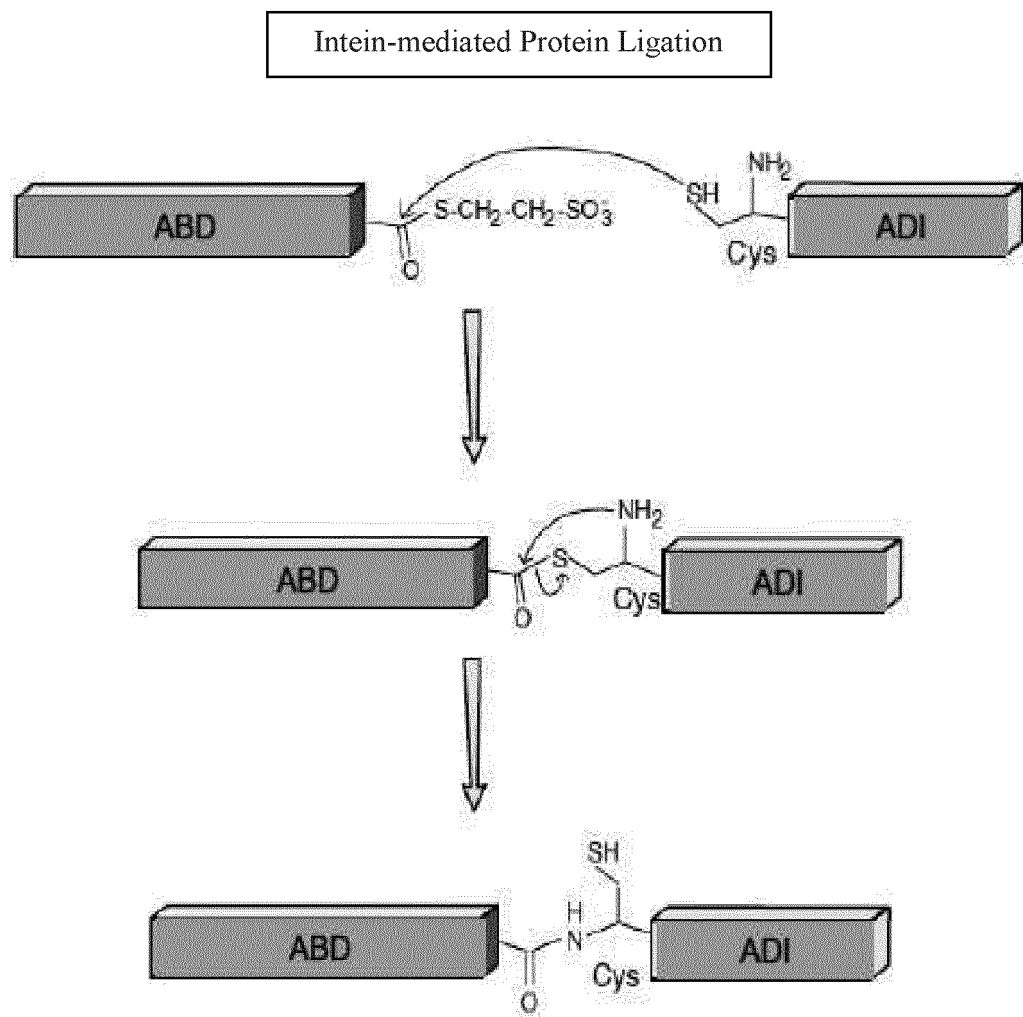 Intein-mediated Protein Ligation
NH₂
SH
ABD
S-CH₂-CH₂-SO₃⁻
Cys
ADI
O
NH₂
ABD
S
Cys
ADI
O
SH
ABD
H
N
Cys
ADI
O